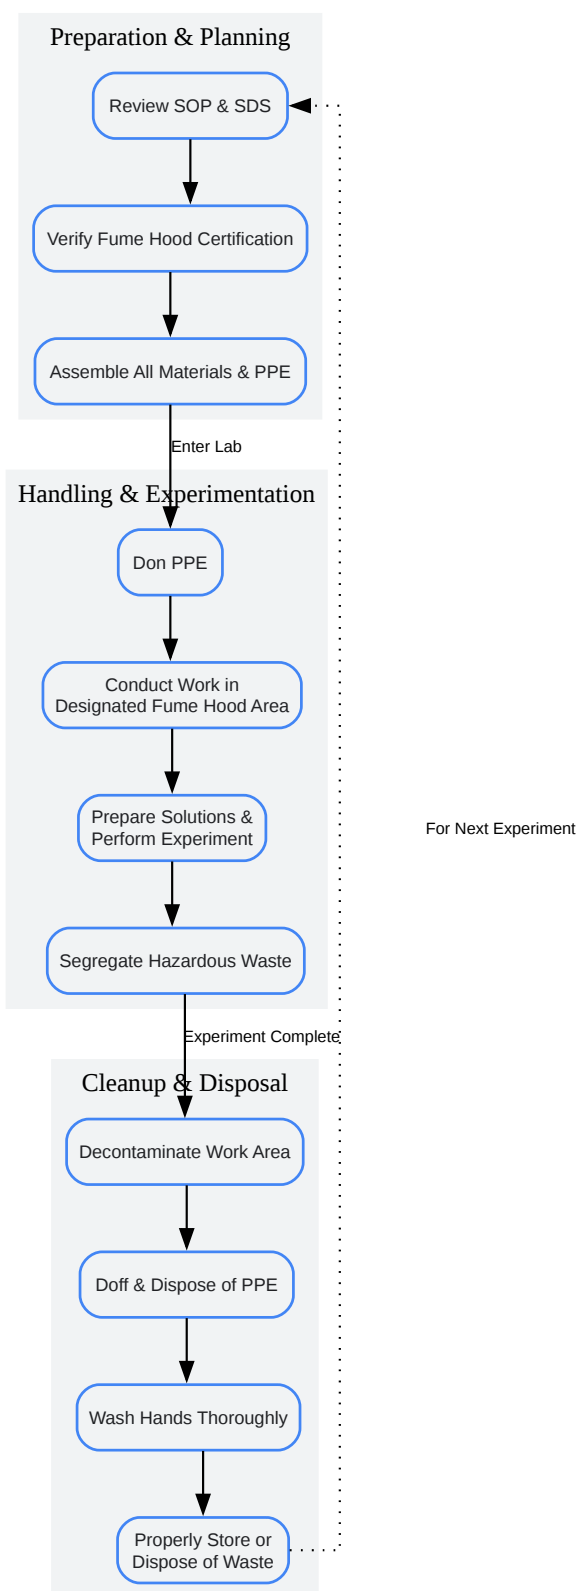 Preparation & Planning
Review SOP & SDS
Verify Fume Hood Certification
Assemble All Materials & PPE
Enter Lab
Handling & Experimentation
Don PPE
Conduct Work in
Designated Fume Hood Area
Prepare Solutions &
Perform Experiment
For Next Experiment
Segregate Hazardous Waste
Experiment Complete
Cleanup & Disposal
Decontaminate Work Area
Doff & Dispose of PPE
Wash Hands Thoroughly
Properly Store or
Dispose of Waste